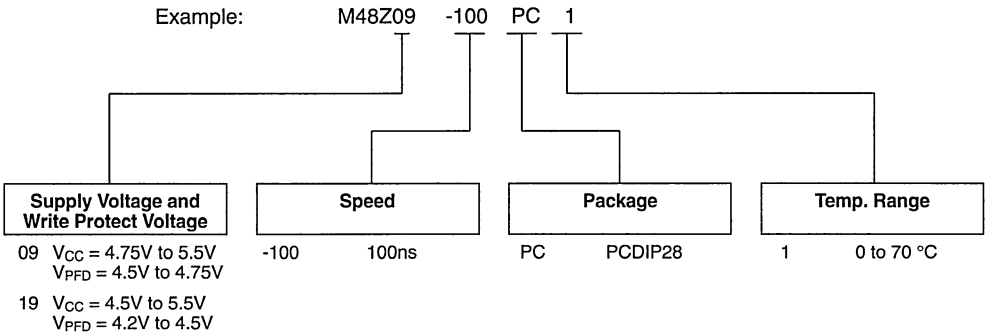 Example: M48Z09 -100 PC 1
Supply Voltage and
Write Protect Voltage
09 VCC = 4.75V to 5.5V
VPFD = 4.5V to 4.75V
19 VCC = 4.5V to 5.5V
VPFD = 4.2V to 4.5V
Speed
-100 100ns
Package
PC PCDIP28
Temp. Range
1 0 to 70 °C